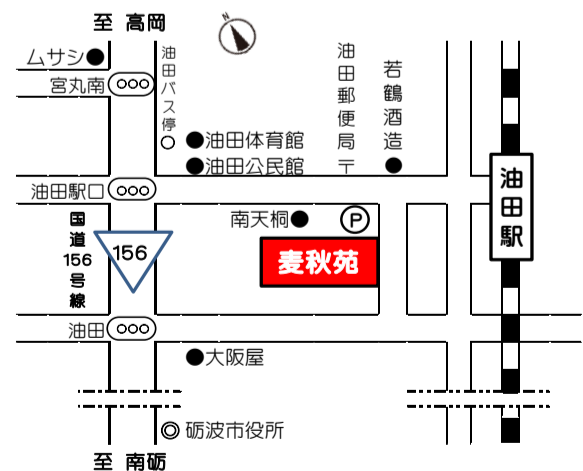 至 高岡
ムサシ
宮丸南
油田バス停
油田郵便局
〒
若鶴酒造
油田体育館
油田公民館
油田駅口
油田駅
南天桐
P
国道156号線
156
麦秋苑
油田
大阪屋
砺波市役所
至 南砺